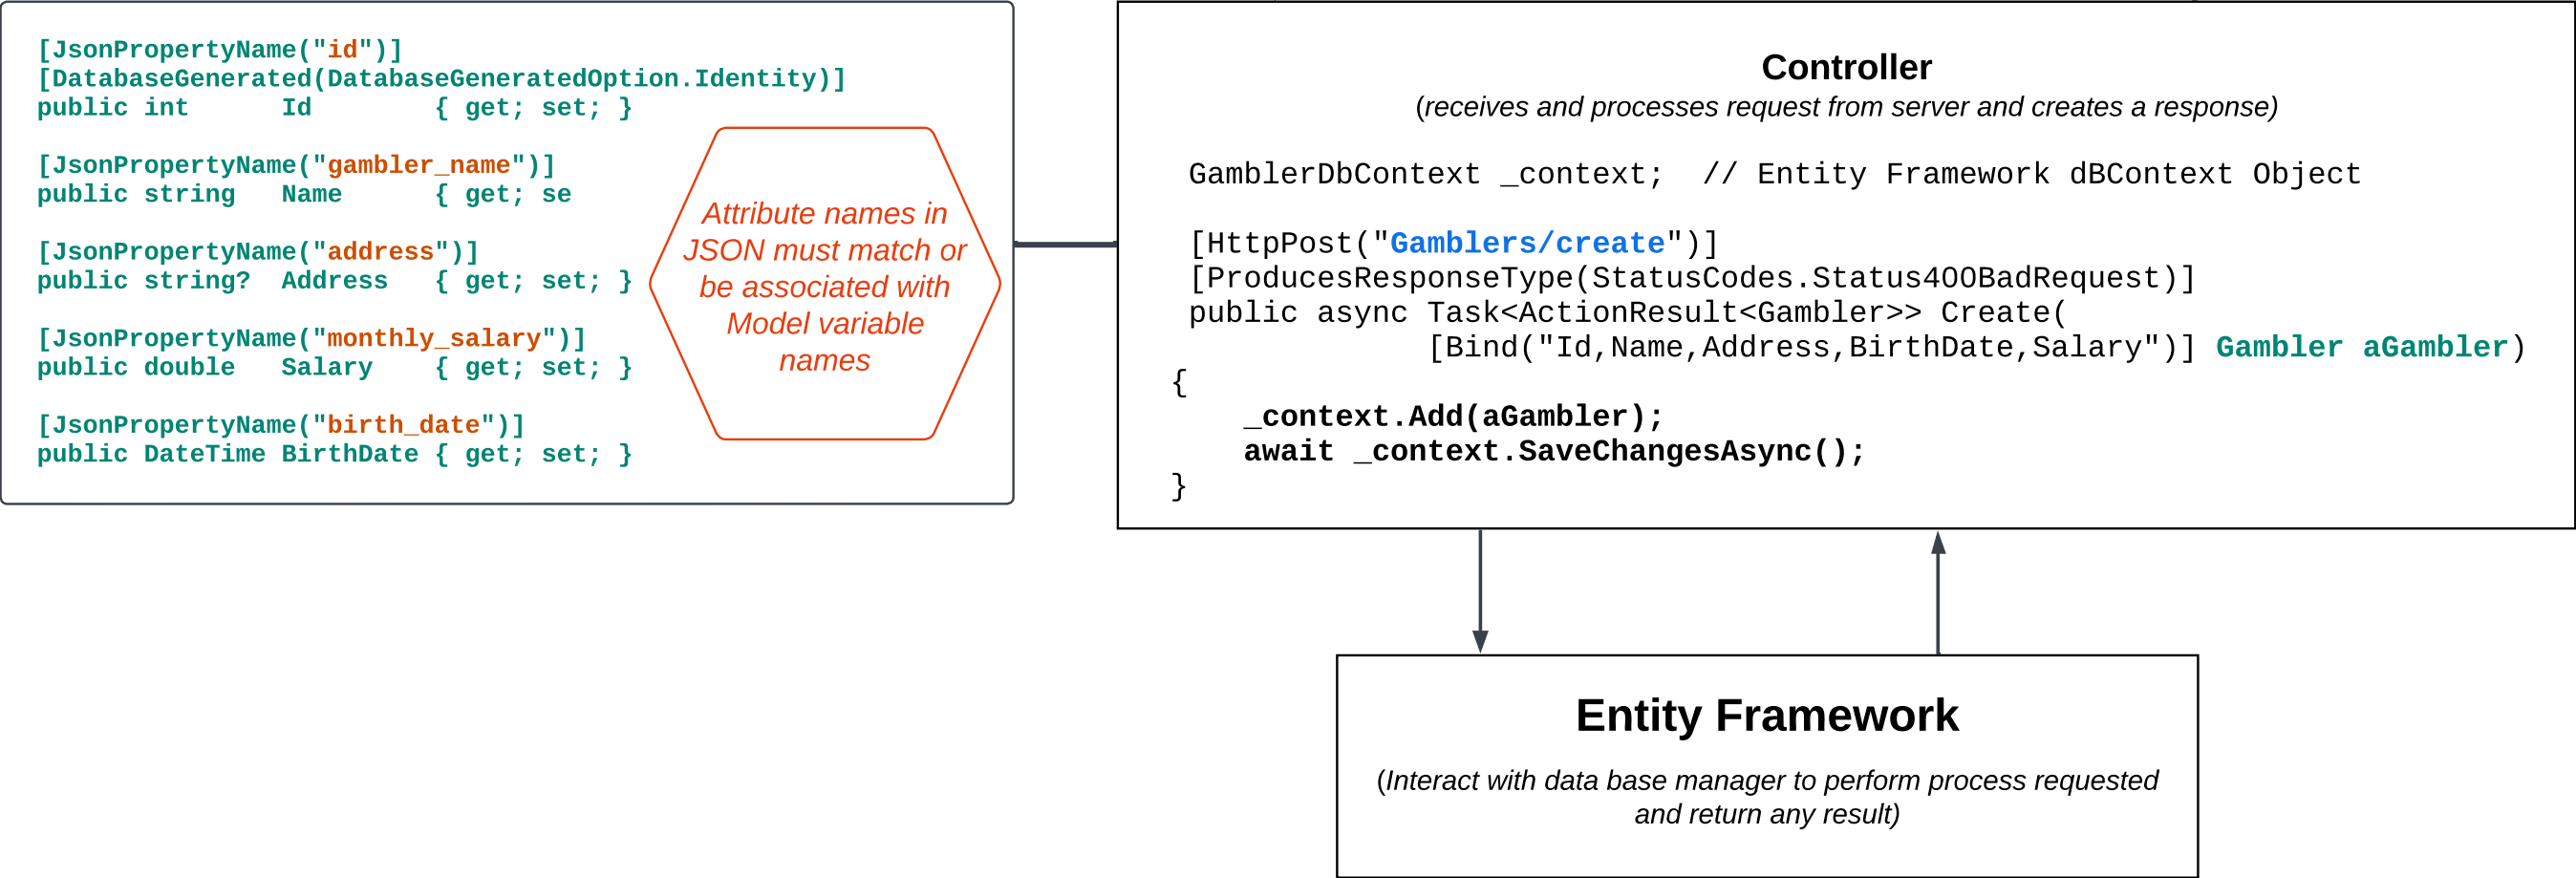 [JsonPropertyName("id")]
[DatabaseGenerated(DatabaseGeneratedOption.Identity)]
public int      Id        { get; set; }
[JsonPropertyName("gambler_name")]
public string   Name      { get; se
[JsonPropertyName("address")]
public string?  Address   { get; set; }
[JsonPropertyName("monthly_salary")]
public double   Salary    { get; set; }
[JsonPropertyName("birth_date")]
public DateTime BirthDate { get; set; }
Attribute names in
JSON must match or
be associated with
Model variable
names
Controller
(receives and processes request from server and creates a response)
GamblerDbContext _context;  // Entity Framework dBContext Object
[HttpPost("Gamblers/create")]
[ProducesResponseType(StatusCodes.Status400BadRequest)]
public async Task<ActionResult<Gambler>> Create(
[Bind("Id,Name,Address,BirthDate,Salary")] Gambler aGambler)
{
_context.Add(aGambler);
await _context.SaveChangesAsync();
}
Entity Framework
(Interact with data base manager to perform process requested
and return any result)